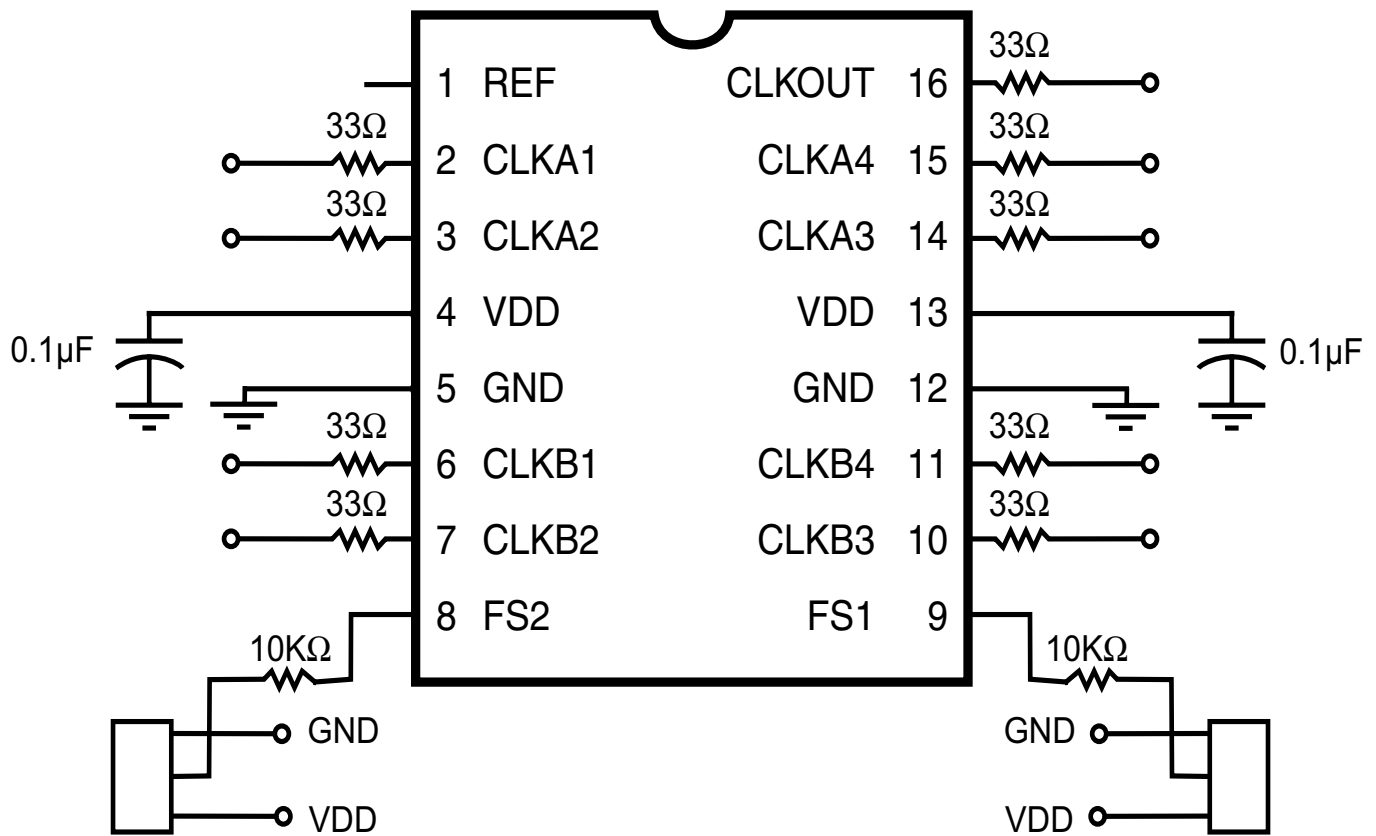 33Ω
1 REF CLKOUT 16
33Ω 33Ω
2 CLKA1 CLKA4 15
33Ω 33Ω
3 CLKA2 CLKA3 14
4 VDD VDD 13
0.1µF 0.1µF
5 GND GND 12
33Ω 33Ω
6 CLKB1 CLKB4 11
33Ω 33Ω
7 CLKB2 CLKB3 10
8 FS2 FS1 9
10KΩ 10KΩ
GND GND
VDD VDD